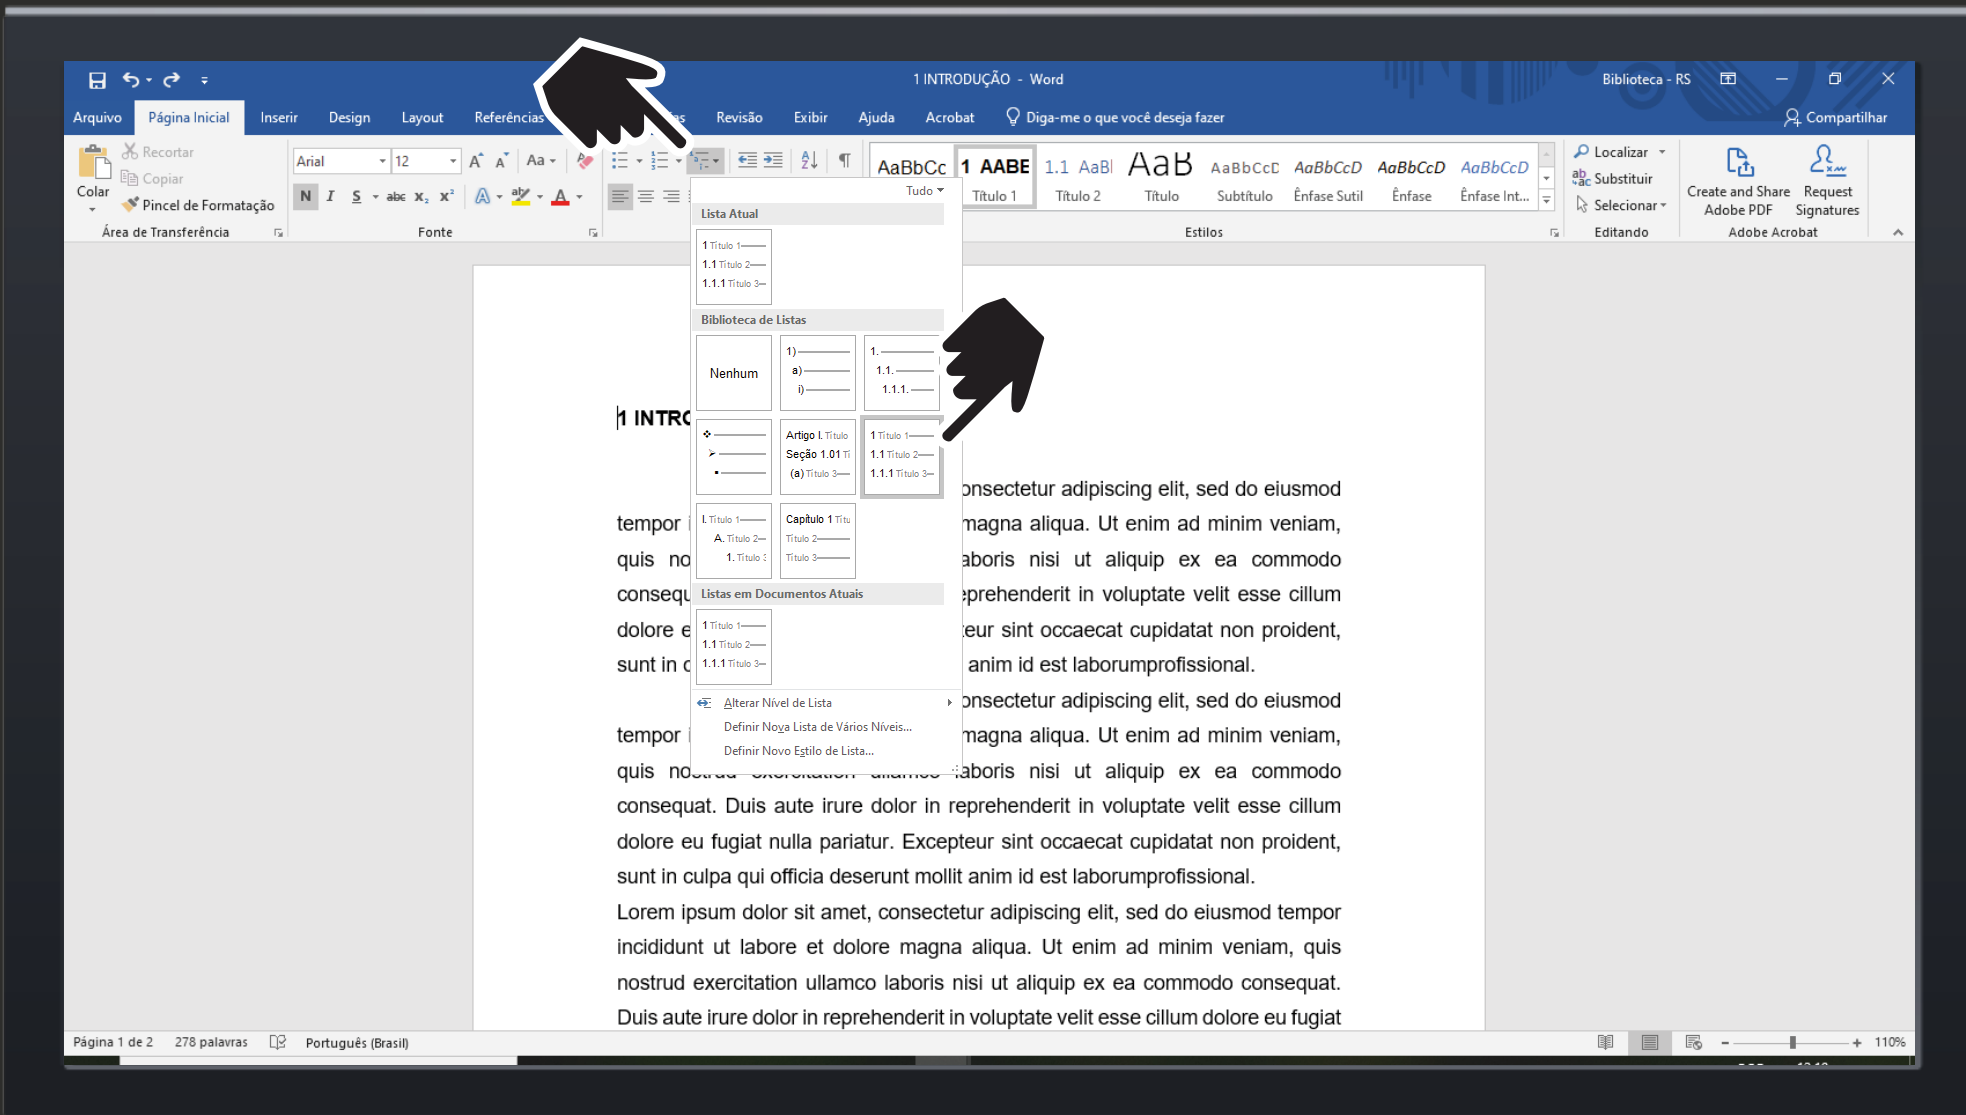 1 INTRODUÇÃO - Word
Biblioteca - RS
Arquivo
Página Inicial
Inserir
Design
Layout
Referências
Revisão
Exibir
Ajuda
Acrobat
Diga-me o que você deseja fazer
Compartilhar
Colar
Recortar
Copiar
Pincel de Formatação
Área de Transferência
Arial
12
Aa
N I S abc x₂ x² A aby A
Fonte
AaBbCc
1 AABE
Título 1
1.1 AaBl
Título 2
AaB
Título
AaBbCcD
Subtítulo
AaBbCcD
Ênfase Sutil
AaBbCcD
Ênfase
AaBbCcD
Ênfase Int...
Estilos
Localizar
Substituir
Selecionar
Editando
Create and Share
Adobe PDF
Request
Signatures
Adobe Acrobat
Tudo
Lista Atual
1 Título 1
1.1 Título 2
1.1.1 Título 3
Biblioteca de Listas
Nenhum
1)
a)
i)
1.
1.1.
1.1.1.
Artigo I. Título
Seção 1.01 Tí
(a) Título 3
1 Título 1
1.1 Título 2
1.1.1 Título 3
I. Título 1
A. Título 2
1. Título 3
Capítulo 1 Títu
Título 2
Título 3
Listas em Documentos Atuais
1 Título 1
1.1 Título 2
1.1.1 Título 3
Alterar Nível de Lista
Definir Nova Lista de Vários Níveis...
Definir Novo Estilo de Lista...
1 INTRO
onsectetur adipiscing elit, sed do eiusmod
tempor i magna aliqua. Ut enim ad minim veniam,
quis no aboris nisi ut aliquip ex ea commodo
consequ eprehenderit in voluptate velit esse cillum
dolore e teur sint occaecat cupidatat non proident,
sunt in c anim id est laborumprofissional.
onsectetur adipiscing elit, sed do eiusmod
tempor i magna aliqua. Ut enim ad minim veniam,
quis nostrud exercitation ullamco laboris nisi ut aliquip ex ea commodo
consequat. Duis aute irure dolor in reprehenderit in voluptate velit esse cillum
dolore eu fugiat nulla pariatur. Excepteur sint occaecat cupidatat non proident,
sunt in culpa qui officia deserunt mollit anim id est laborumprofissional.
Lorem ipsum dolor sit amet, consectetur adipiscing elit, sed do eiusmod tempor
incididunt ut labore et dolore magna aliqua. Ut enim ad minim veniam, quis
nostrud exercitation ullamco laboris nisi ut aliquip ex ea commodo consequat.
Duis aute irure dolor in reprehenderit in voluptate velit esse cillum dolore eu fugiat
Página 1 de 2
278 palavras
Português (Brasil)
110%